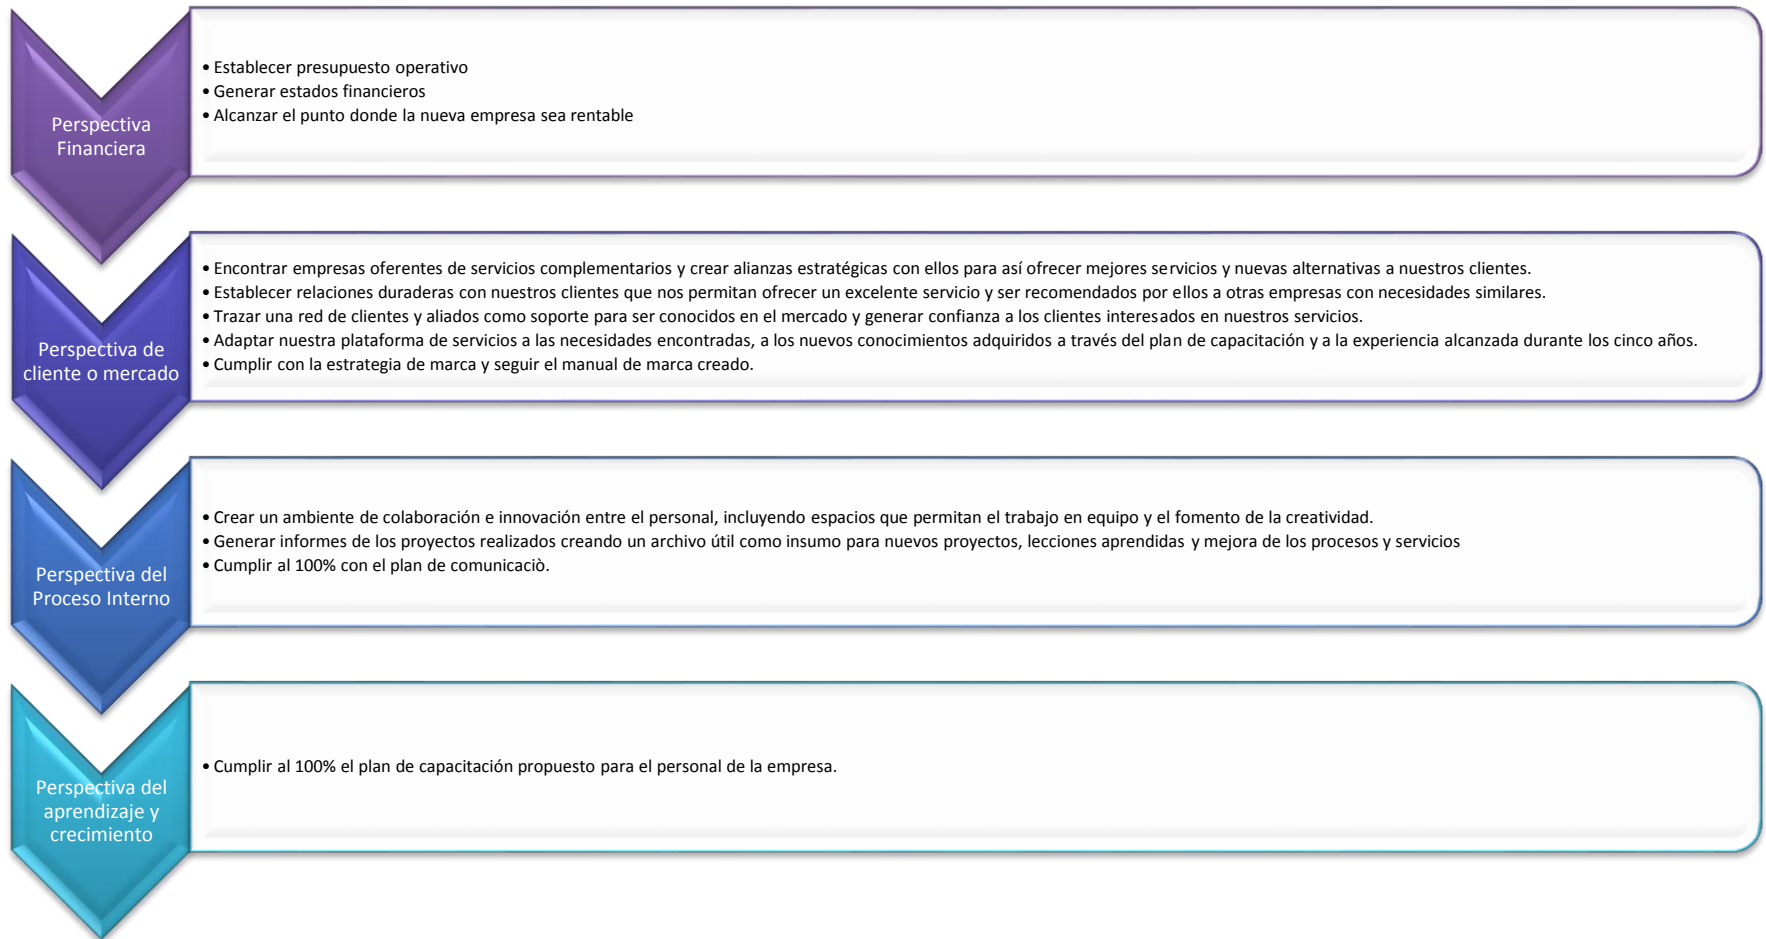 Perspectiva
Financiera
• Establecer presupuesto operativo
• Generar estados financieros
• Alcanzar el punto donde la nueva empresa sea rentable
Perspectiva de
cliente o mercado
• Encontrar empresas oferentes de servicios complementarios y crear alianzas estratégicas con ellos para así ofrecer mejores servicios y nuevas alternativas a nuestros clientes.
• Establecer relaciones duraderas con nuestros clientes que nos permitan ofrecer un excelente servicio y ser recomendados por ellos a otras empresas con necesidades similares.
• Trazar una red de clientes y aliados como soporte para ser conocidos en el mercado y generar confianza a los clientes interesados en nuestros servicios.
• Adaptar nuestra plataforma de servicios a las necesidades encontradas, a los nuevos conocimientos adquiridos a través del plan de capacitación y a la experiencia alcanzada durante los cinco años.
• Cumplir con la estrategia de marca y seguir el manual de marca creado.
Perspectiva del
Proceso Interno
• Crear un ambiente de colaboración e innovación entre el personal, incluyendo espacios que permitan el trabajo en equipo y el fomento de la creatividad.
• Generar informes de los proyectos realizados creando un archivo útil como insumo para nuevos proyectos, lecciones aprendidas y mejora de los procesos y servicios
• Cumplir al 100% con el plan de comunicaciò.
Perspectiva del
aprendizaje y
crecimiento
• Cumplir al 100% el plan de capacitación propuesto para el personal de la empresa.